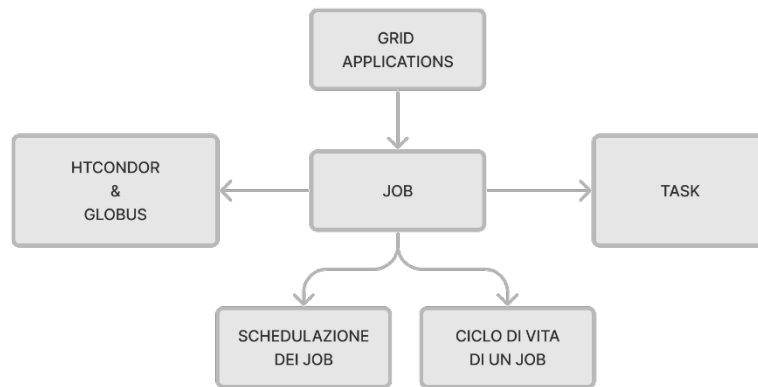 GRID
APPLICATIONS
HTCONDOR
&
GLOBUS
JOB
TASK
SCHEDULAZIONE
DEI JOB
CICLO DI VITA
DI UN JOB